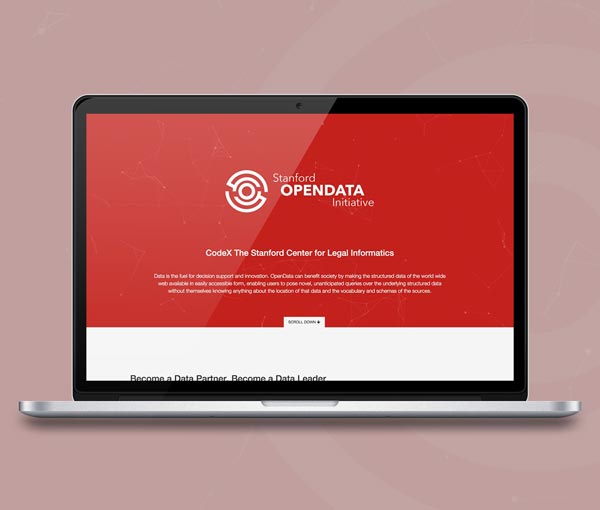 Stanford
OPENDATA
Initiative
CodeX The Stanford Center for Legal Informatics
Data is the fuel for decision support and innovation. OpenData can benefit society by making the structured data of the world wide
web available in easily accessible form, enabling users to pose novel, unanticipated queries over the underlying structured data
without themselves knowing anything about the location of that data and the vocabulary and schemas of the sources.
SCROLL DOWN
Become a Data Partner, Become a Data Leader